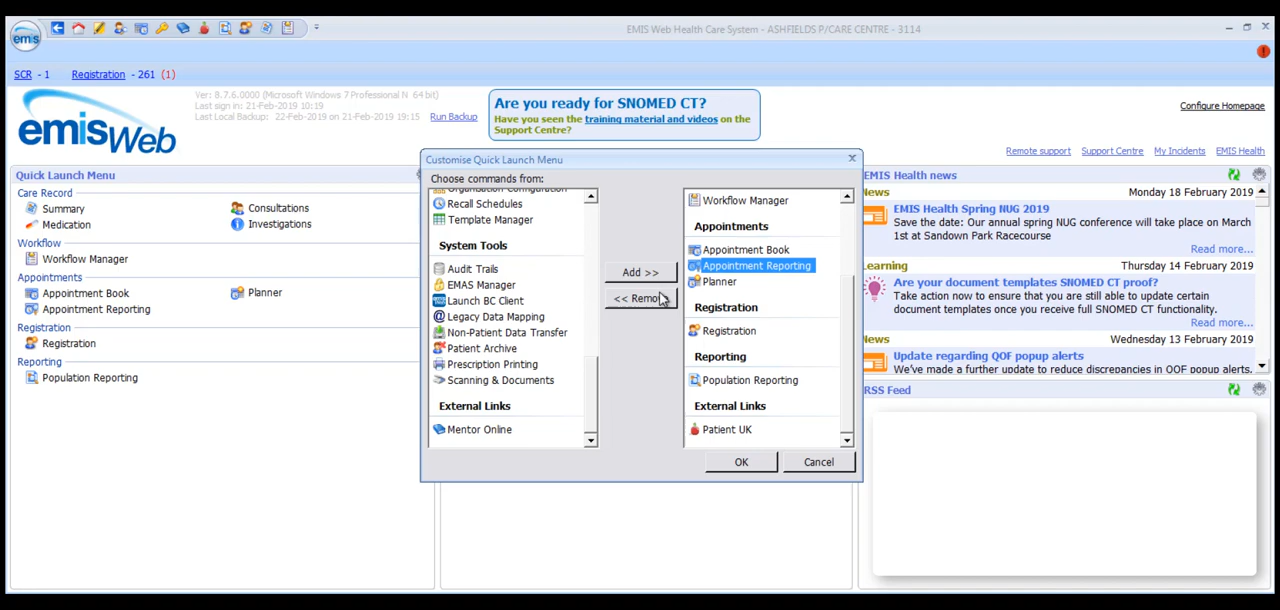 emis
EMIS Web Health Care System - ASHFIELDS P/CARE CENTRE - 3114
SCR - 1 Registration - 261 (1)
emisWeb
Ver: 8.7.6.0000 (Microsoft Windows 7 Professional N 64 bit)
Last sign in: 21-Feb-2019 10:19
Last Local Backup: 22-Feb-2019 on 21-Feb-2019 19:15 Run Backup
Are you ready for SNOMED CT?
Have you seen the training material and videos on the
Support Centre?
Configure Homepage
Remote support Support Centre My Incidents EMIS Health
Quick Launch Menu
Care Record
Summary
Consultations
Medication
Investigations
Workflow
Workflow Manager
Appointments
Appointment Book
Planner
Appointment Reporting
Registration
Registration
Reporting
Population Reporting
Customise Quick Launch Menu
Choose commands from:
Organisation Configuration
Recall Schedules
Template Manager
System Tools
Audit Trails
EMAS Manager
Launch BC Client
Legacy Data Mapping
Non-Patient Data Transfer
Patient Archive
Prescription Printing
Scanning & Documents
External Links
Mentor Online
Add >>
<< Remov
Workflow Manager
Appointments
Appointment Book
Appointment Reporting
Planner
Registration
Registration
Reporting
Population Reporting
External Links
Patient UK
OK
Cancel
EMIS Health news
News Monday 18 February 2019
EMIS Health Spring NUG 2019
Save the date: Our annual spring NUG conference will take place on March
1st at Sandown Park Racecourse
Read more...
Learning Thursday 14 February 2019
Are your document templates SNOMED CT proof?
Take action now to ensure that you are still able to update certain
document templates once you receive full SNOMED CT functionality.
Read more...
News Wednesday 13 February 2019
Update regarding QOF popup alerts
We've made a further update to reduce discrepancies in QOF popup alerts.
RSS Feed